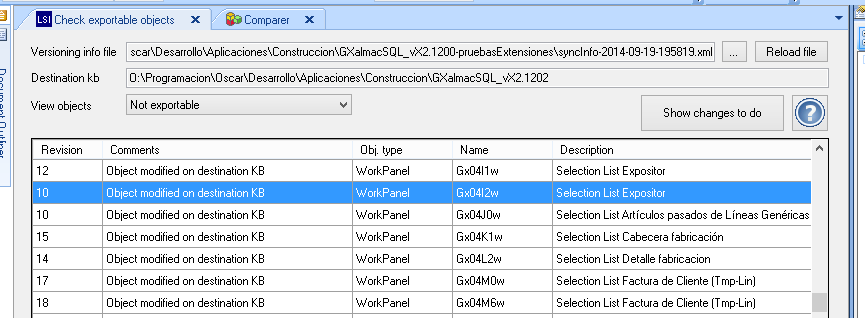 LSI Check exportable objects X Comparer X
Versioning info file scar\Desarrollo\Aplicaciones\Construccion\GXalmacSQL_vX2.1200-pruebasExtensiones\syncInfo-2014-09-19-195819.xml ... Reload file
Destination kb O:\Programacion\Oscar\Desarrollo\Aplicaciones\Construccion\GXalmacSQL_vX2.1202
View objects Not exportable Show changes to do ?
Revision Comments Obj. type Name Description
12 Object modified on destination KB WorkPanel Gx04I1w Selection List Expositor
10 Object modified on destination KB WorkPanel Gx04I2w Selection List Expositor
10 Object modified on destination KB WorkPanel Gx04J0w Selection List Artículos pasados de Líneas Genéricas
15 Object modified on destination KB WorkPanel Gx04K1w Selection List Cabecera fabricación
14 Object modified on destination KB WorkPanel Gx04L2w Selection List Detalle fabricacion
17 Object modified on destination KB WorkPanel Gx04M0w Selection List Factura de Cliente (Tmp-Lin)
18 Object modified on destination KB WorkPanel Gx04M6w Selection List Factura de Cliente (Tmp-Lin)
Document Outliner